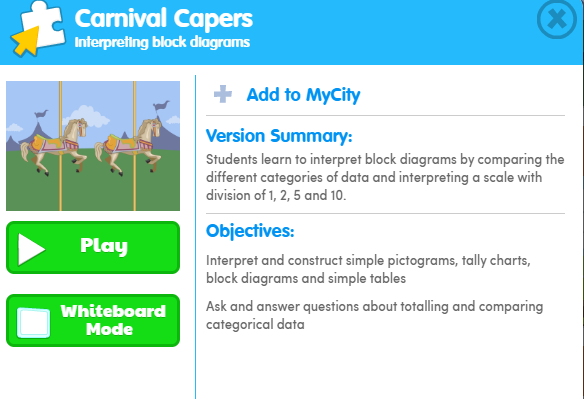 Carnival Capers
Interpreting block diagrams
Add to MyCity
Version Summary:
Students learn to interpret block diagrams by comparing the
different categories of data and interpreting a scale with
division of 1, 2, 5 and 10.
Play
Objectives:
Interpret and construct simple pictograms, tally charts,
block diagrams and simple tables
Whiteboard
Mode
Ask and answer questions about totalling and comparing
categorical data